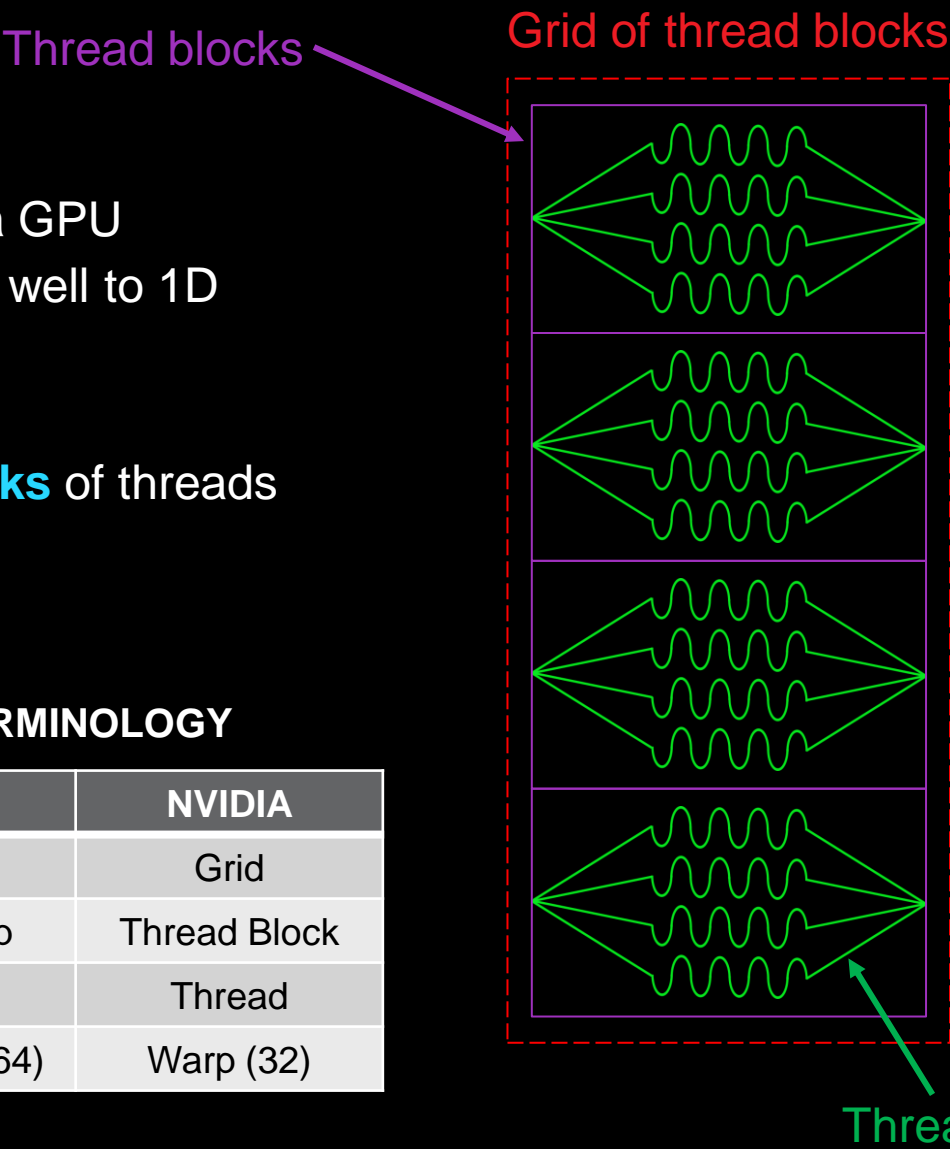 Thread blocks
Grid of thread blocks
a GPU
well to 1D
ks of threads
RMINOLOGY
NVIDIA
Grid
o Thread Block
Thread
64) Warp (32)
Threa